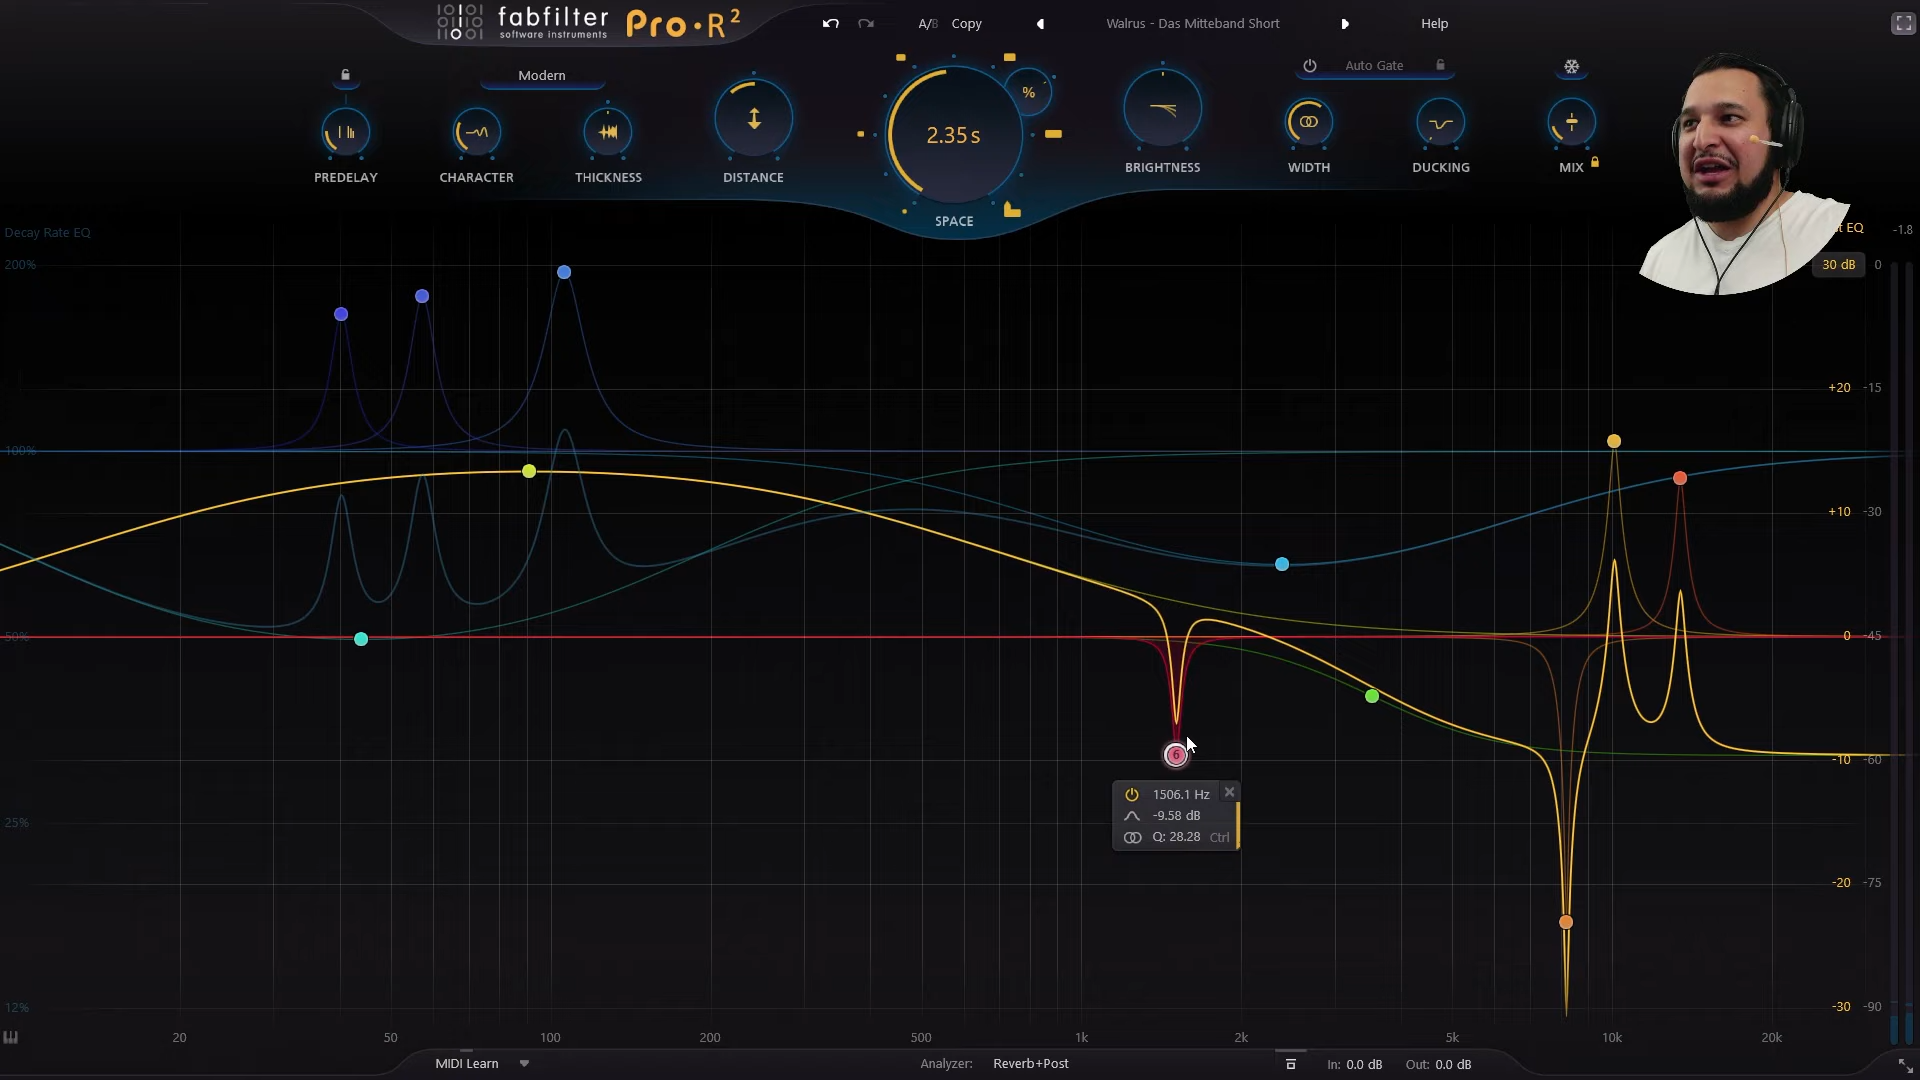 fabfilter
software instruments
Pro·R²
A/B Copy
Walrus - Das Mitteband Short
Help
Modern
Auto Gate
%
2.35 s
PREDELAY
CHARACTER
THICKNESS
DISTANCE
SPACE
BRIGHTNESS
WIDTH
DUCKING
MIX
Decay Rate EQ
EQ
-1.8
200%
30 dB
0
+20
-15
100%
+10
-30
50%
0
-45
6
-10
-60
1506.1 Hz
-9.58 dB
Q: 28.28 Ctrl
25%
-20
-75
12%
-30
-90
20 50 100 200 500 1k 2k 5k 10k 20k
MIDI Learn
Analyzer: Reverb+Post
In: 0.0 dB
Out: 0.0 dB